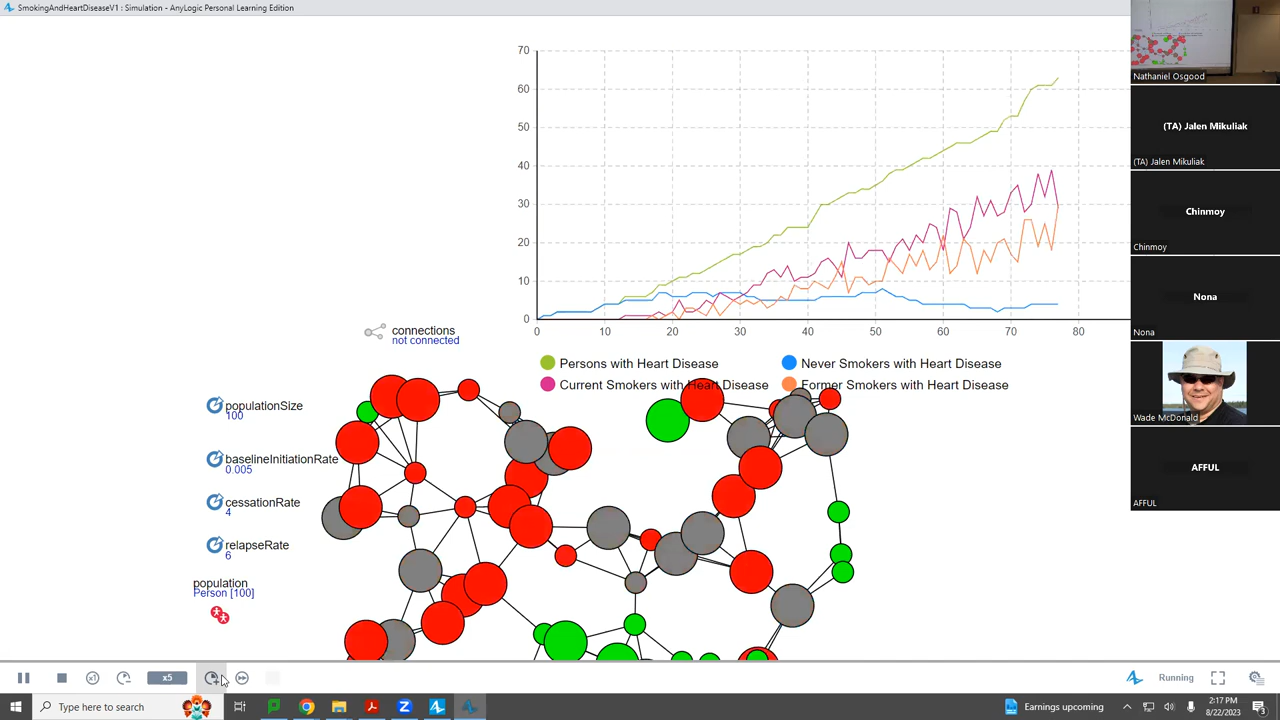 SmokingAndHeartDiseaseV1 : Simulation - AnyLogic Personal Learning Edition
70
60
50
40
30
20
10
0
0 10 20 30 40 50 60 70 80
Persons with Heart Disease
Never Smokers with Heart Disease
Current Smokers with Heart Disease
Former Smokers with Heart Disease
connections
not connected
populationSize
100
baselineInitiationRate
0.005
cessationRate
4
relapseRate
6
population
Person [100]
Nathaniel Osgood
(TA) Jalen Mikuliak
(TA) Jalen Mikuliak
Chinmoy
Chinmoy
Nona
Nona
Wade McDonald
AFFUL
AFFUL
x5
Running
Type here to search
Earnings upcoming
2:17 PM
8/22/2023
3